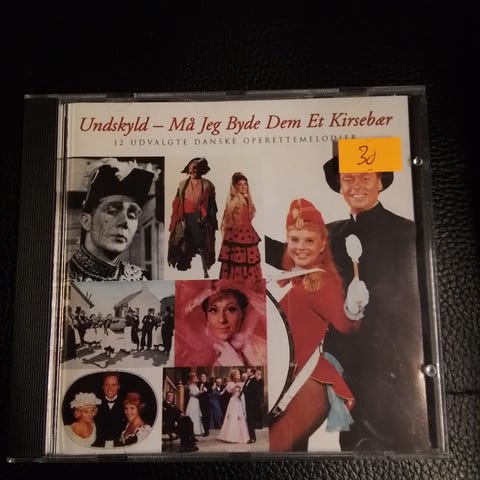 Undskyld – Må Jeg Byde Dem Et Kirsebær
12 UDVALGTE DANSKE OPERETTEMELODIER
30